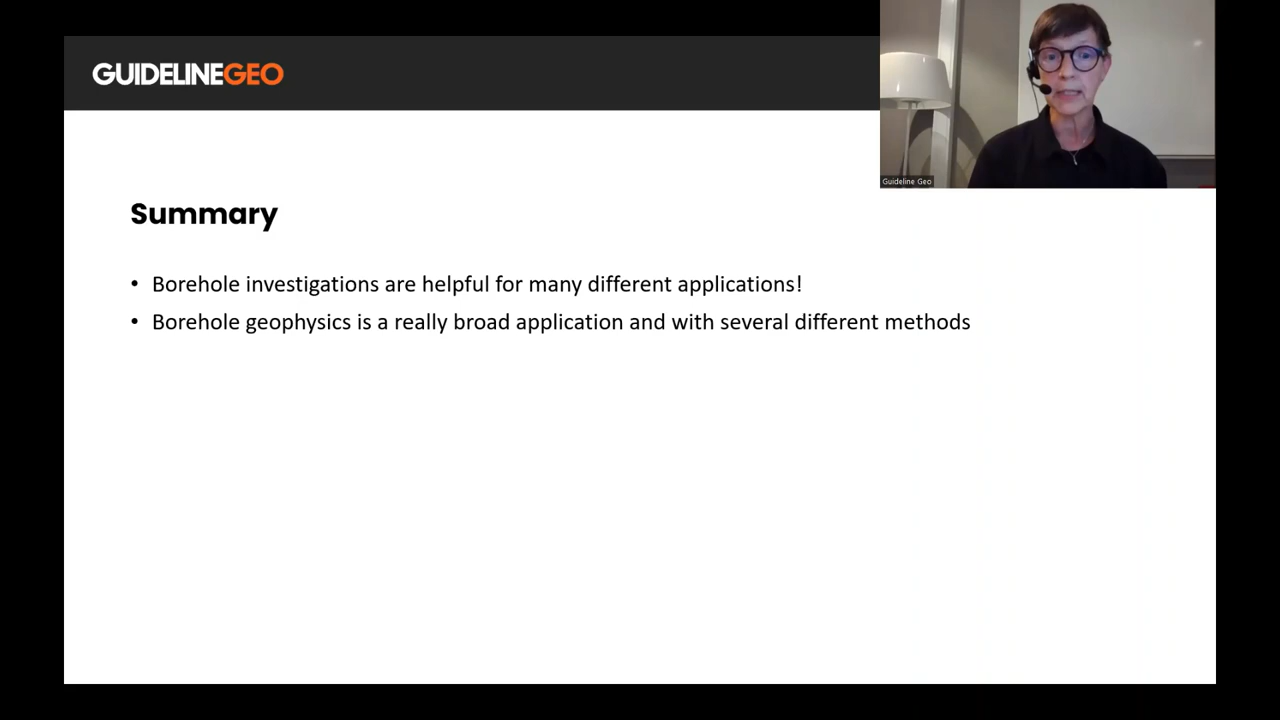 GUIDELINEGEO
Guideline Geo
Summary
• Borehole investigations are helpful for many different applications!
• Borehole geophysics is a really broad application and with several different methods